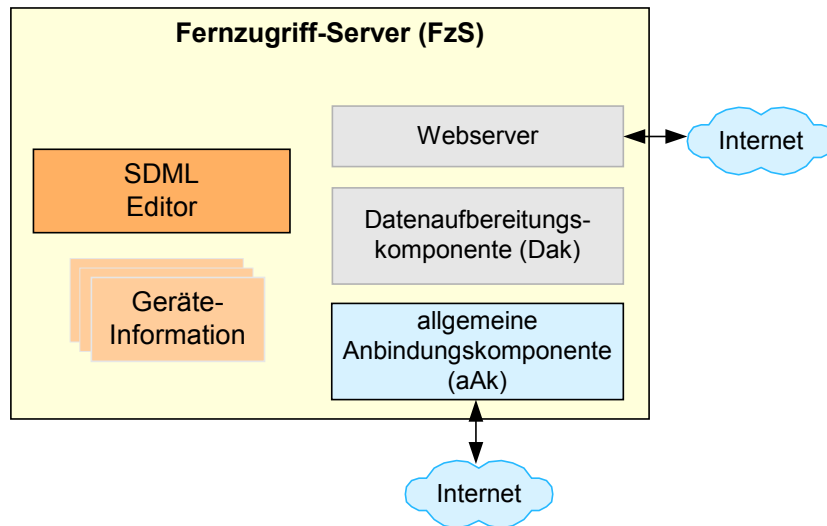 Fernzugriff-Server (FzS)
Webserver
Internet
SDML
Editor
Datenaufbereitungs-
komponente (Dak)
Geräte-
Information
allgemeine
Anbindungskomponente
(aAk)
Internet